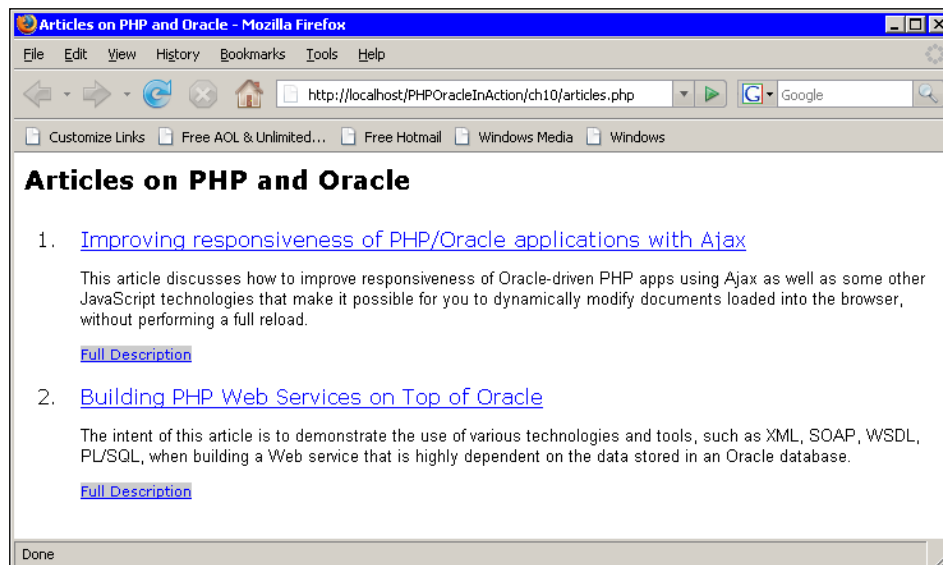 Articles on PHP and Oracle - Mozilla Firefox
File Edit View History Bookmarks Tools Help
http://localhost/PHPOracleInAction/ch10/articles.php G Google
Customize Links Free AOL & Unlimited... Free Hotmail Windows Media Windows
Articles on PHP and Oracle
1. Improving responsiveness of PHP/Oracle applications with Ajax
This article discusses how to improve responsiveness of Oracle-driven PHP apps using Ajax as well as some other
JavaScript technologies that make it possible for you to dynamically modify documents loaded into the browser,
without performing a full reload.
Full Description
2. Building PHP Web Services on Top of Oracle
The intent of this article is to demonstrate the use of various technologies and tools, such as XML, SOAP, WSDL,
PL/SQL, when building a Web service that is highly dependent on the data stored in an Oracle database.
Full Description
Done